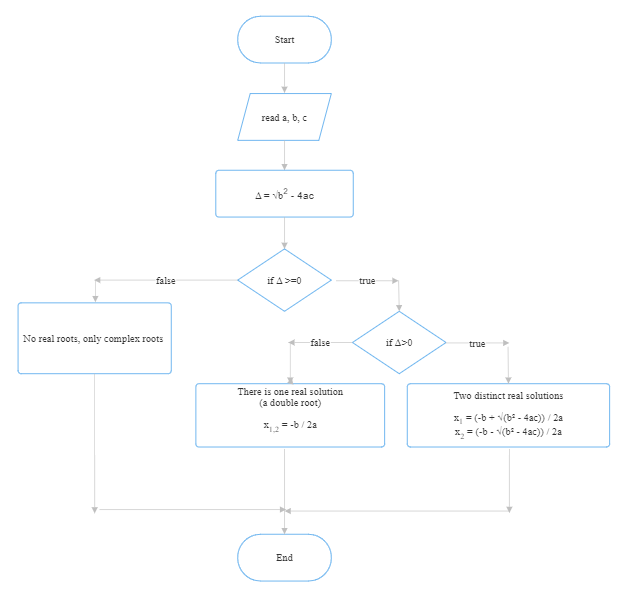 Start
read a, b, c
Δ = √b² - 4ac
if Δ >=0
false
true
No real roots, only complex roots
if Δ>0
false
true
There is one real solution
(a double root)
x₁,₂ = -b / 2a
Two distinct real solutions
x₁ = (-b + √(b² - 4ac)) / 2a
x₂ = (-b - √(b² - 4ac)) / 2a
End